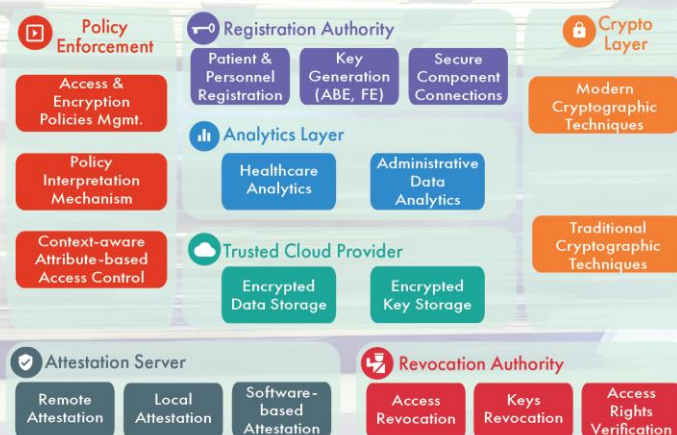 Policy
Enforcement
Access &
Encryption
Policies Mgmt.
Policy
Interpretation
Mechanism
Context-aware
Attribute-based
Access Control
Registration Authority
Patient &
Personnel
Registration
Key
Generation
(ABE, FE)
Secure
Component
Connections
Analytics Layer
Healthcare
Analytics
Administrative
Data
Analytics
Trusted Cloud Provider
Encrypted
Data Storage
Encrypted
Key Storage
Crypto
Layer
Modern
Cryptographic
Techniques
Traditional
Cryptographic
Techniques
Attestation Server
Remote
Attestation
Local
Attestation
Software-
based
Attestation
Revocation Authority
Access
Revocation
Keys
Revocation
Access
Rights
Verification